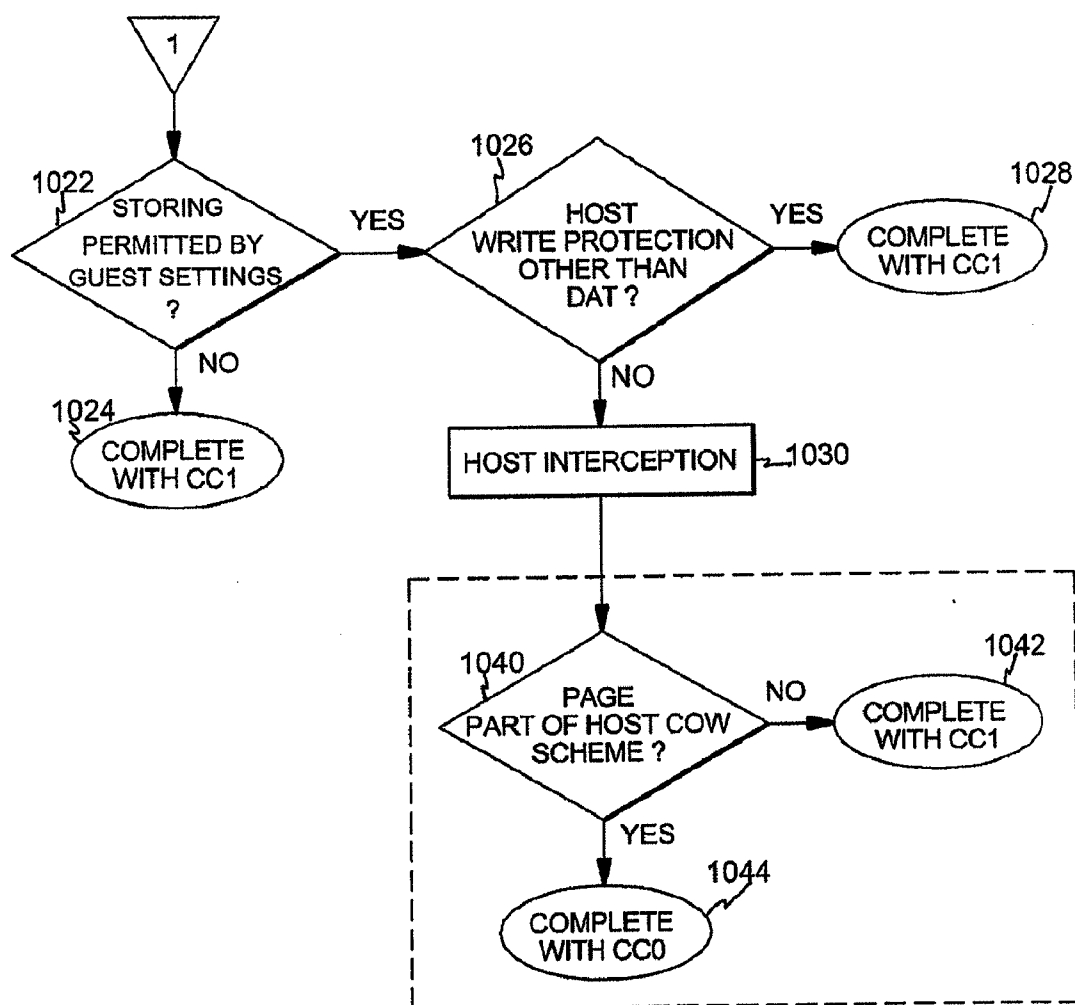 1
1022
STORING
PERMITTED BY
GUEST SETTINGS
?
YES
NO
1024
COMPLETE
WITH CC1
1026
HOST
WRITE PROTECTION
OTHER THAN
DAT ?
YES
1028
COMPLETE
WITH CC1
NO
HOST INTERCEPTION
1030
1040
PAGE
PART OF HOST COW
SCHEME ?
NO
1042
COMPLETE
WITH CC1
YES
1044
COMPLETE
WITH CC0